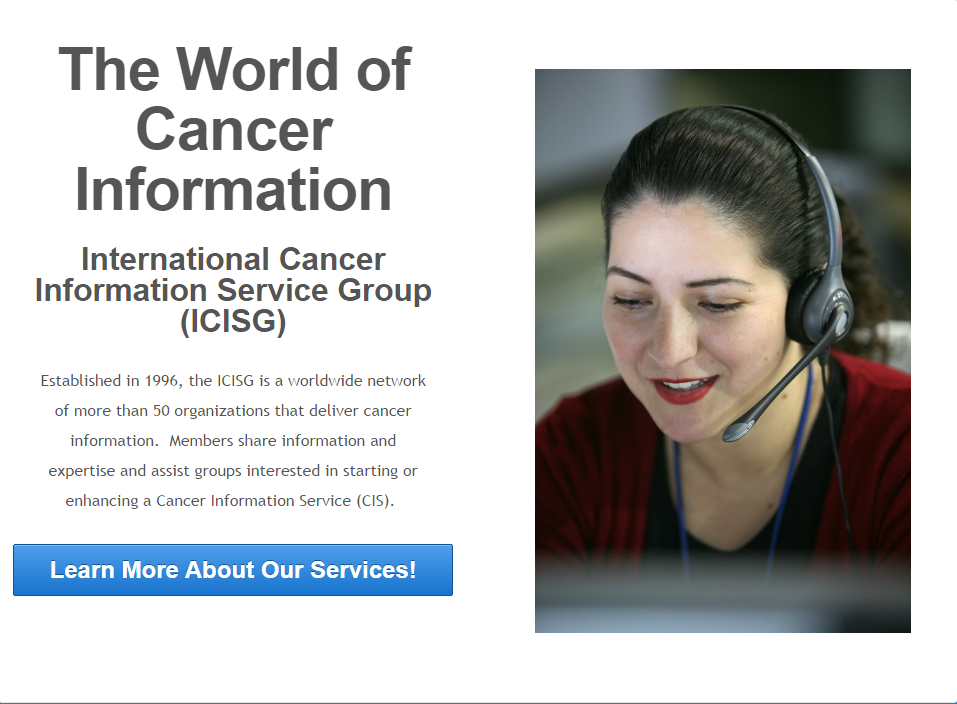 The World of
Cancer
Information
International Cancer
Information Service Group
(ICISG)
Established in 1996, the ICISG is a worldwide network
of more than 50 organizations that deliver cancer
information.  Members share information and
expertise and assist groups interested in starting or
enhancing a Cancer Information Service (CIS).
Learn More About Our Services!